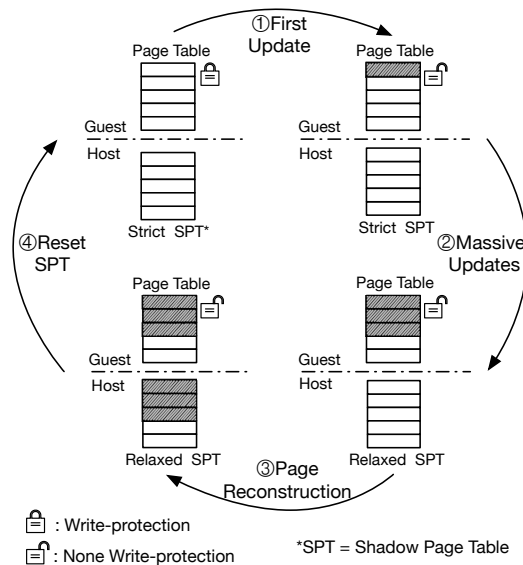 ①First
Update
Page Table
Page Table
Guest
Host
Guest
Host
Strict SPT*
Strict SPT
④Reset
SPT
②Massive
Updates
Page Table
Page Table
Guest
Host
Guest
Host
Relaxed SPT
Relaxed SPT
③Page
Reconstruction
: Write-protection
: None Write-protection
*SPT = Shadow Page Table